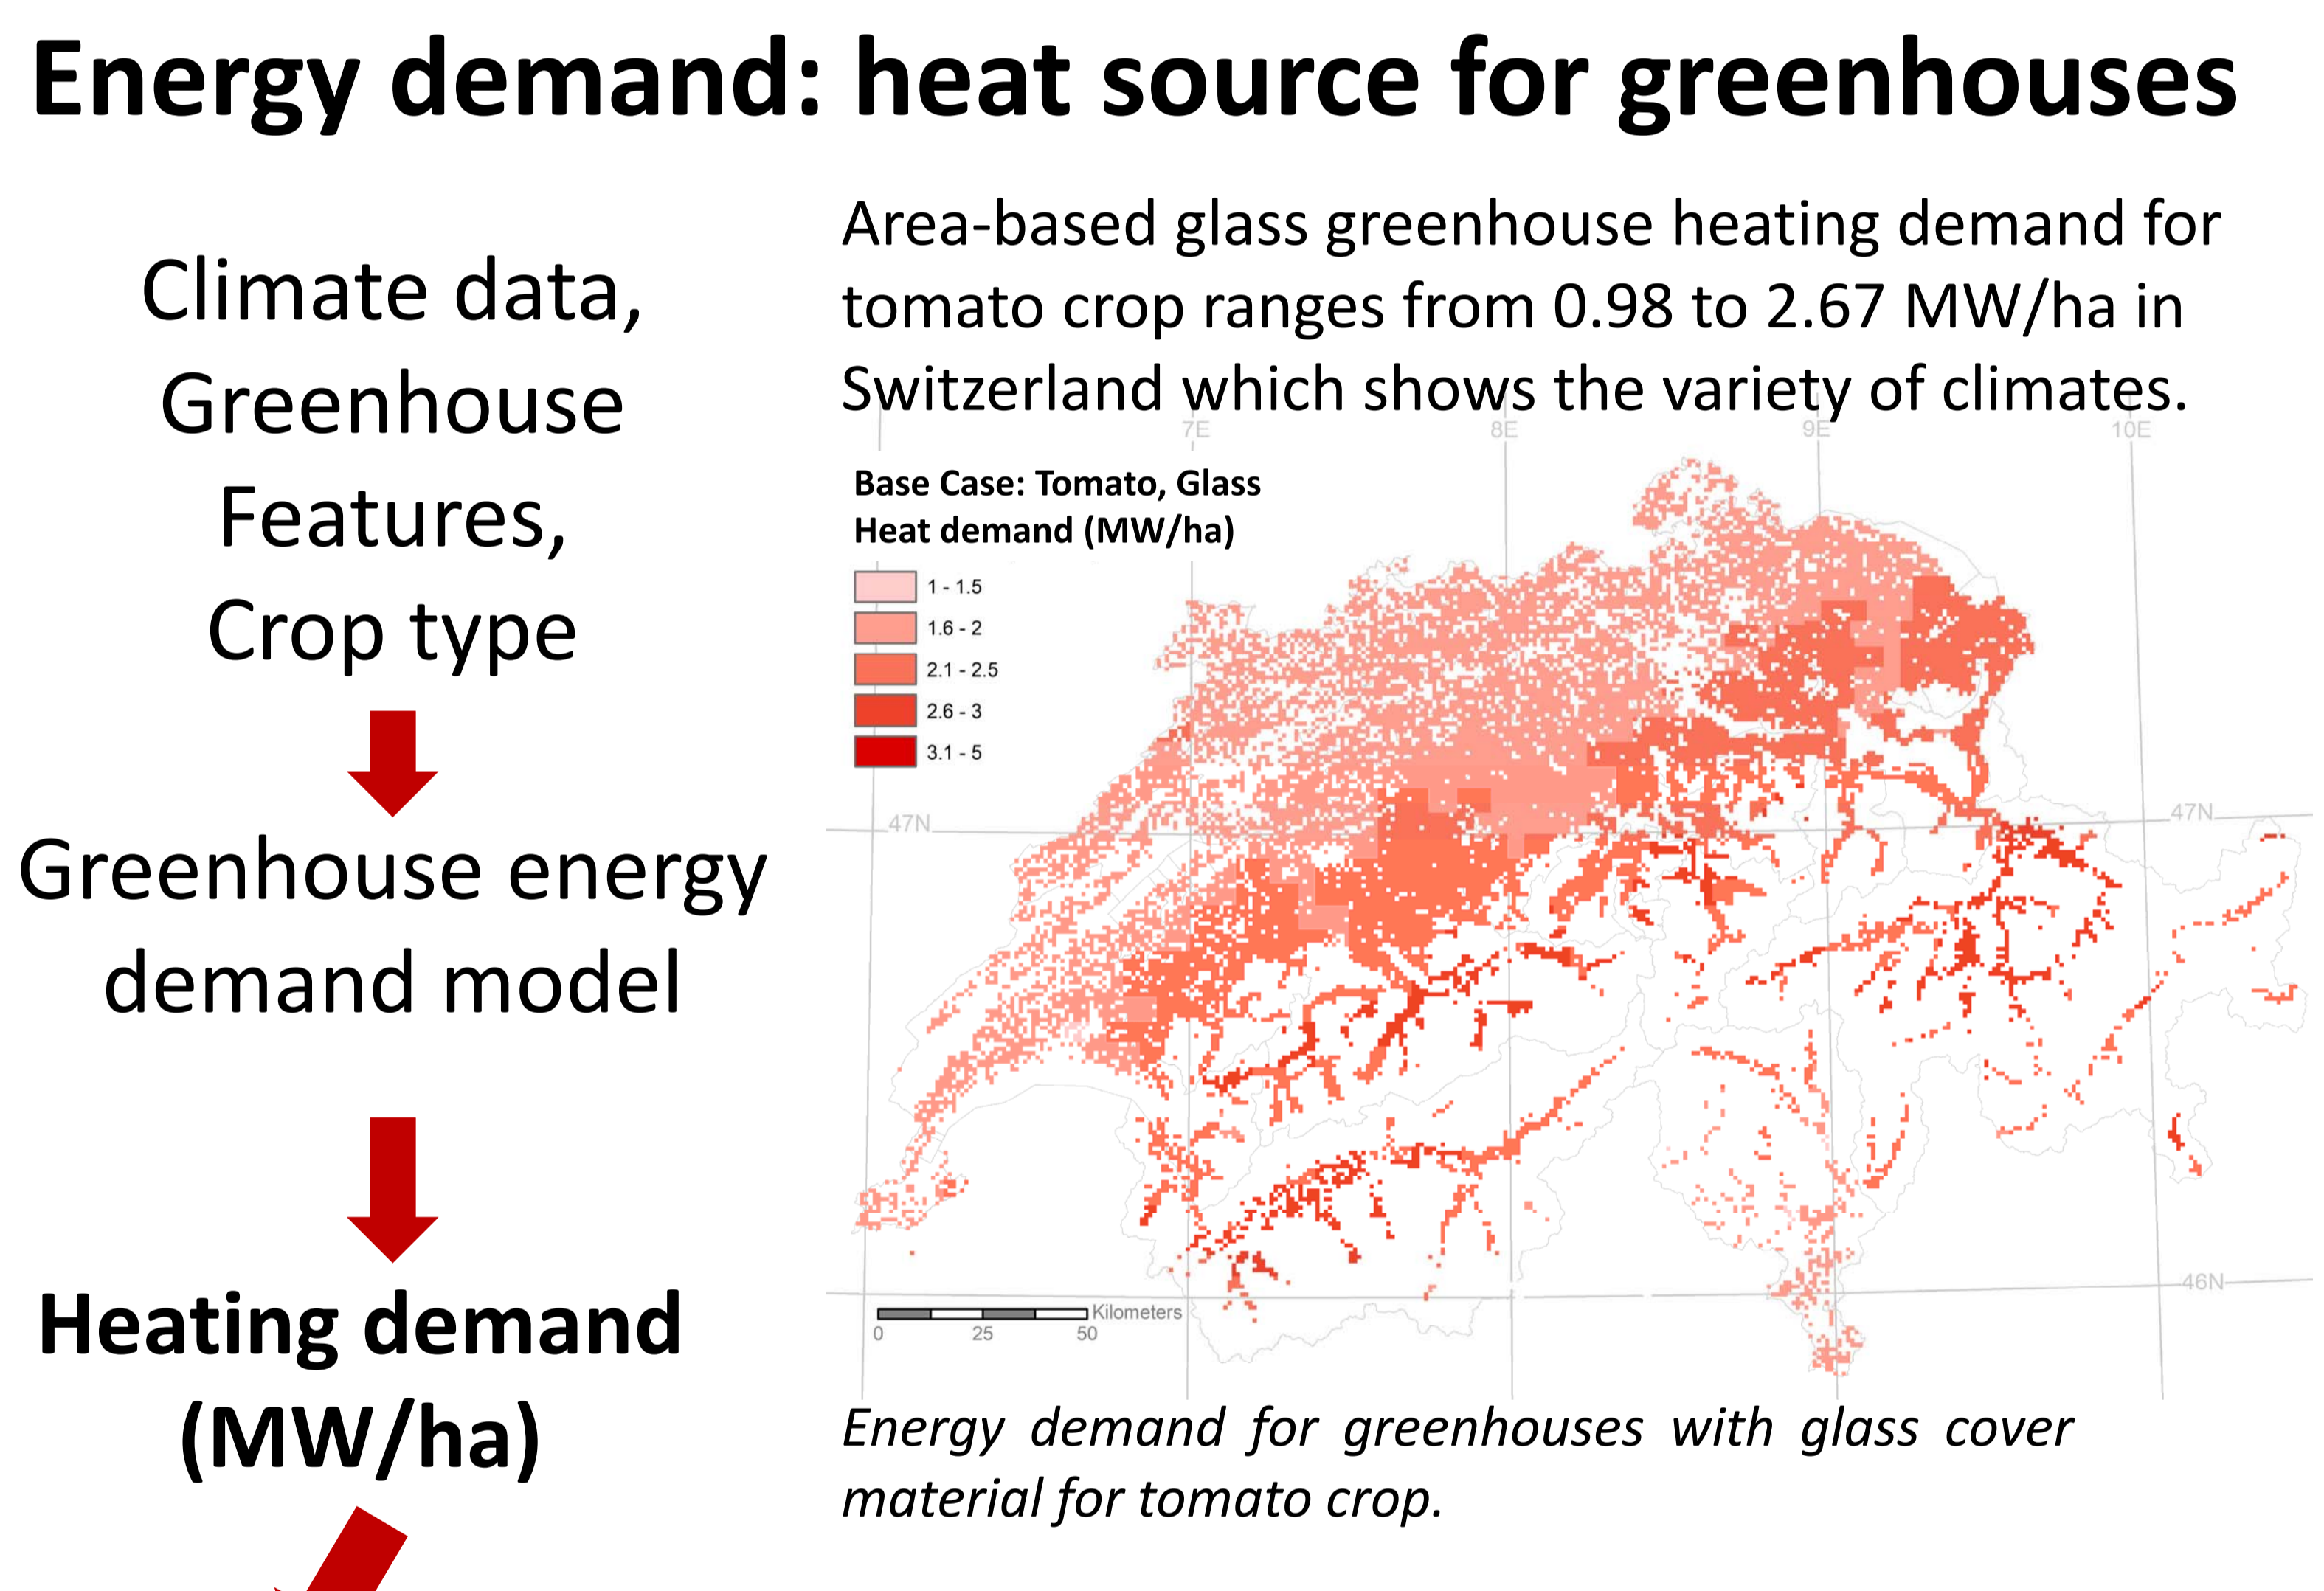 Energy demand: heat source for greenhouses
Climate data,
Greenhouse
Features,
Crop type
Greenhouse energy
demand model
Heating demand
(MW/ha)
Area-based glass greenhouse heating demand for
tomato crop ranges from 0.98 to 2.67 MW/ha in
Switzerland which shows the variety of climates.
7E 8E 9E 10E
Base Case: Tomato, Glass
Heat demand (MW/ha)
1 - 1.5
1.6 - 2
2.1 - 2.5
2.6 - 3
3.1 - 5
47N 47N
46N
Kilometers
0 25 50
Energy demand for greenhouses with glass cover
material for tomato crop.